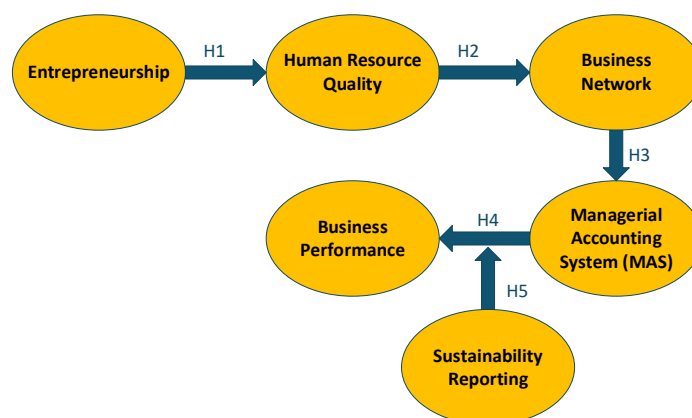 H1
H2
Entrepreneurship
Human Resource
Quality
Business
Network
H3
Business
Performance
H4
Managerial
Accounting
System (MAS)
H5
Sustainability
Reporting